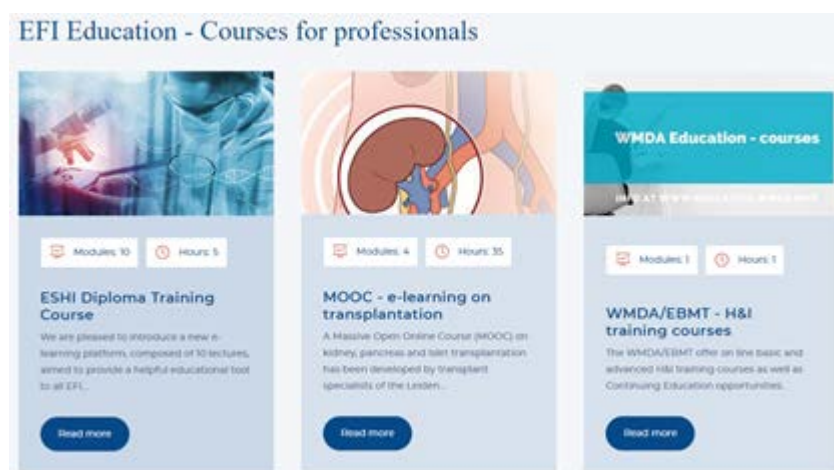 EFI Education - Courses for professionals
WMDA Education - courses
Modules: 10
Hours: 5
ESHI Diploma Training
Course
We are pleased to introduce a new e-
learning platform, composed of 10 lectures,
aimed to provide a helpful educational tool
to all EFI...
Read more
Modules: 4
Hours: 35
MOOC - e-learning on
transplantation
A Massive Open Online Course (MOOC) on
kidney, pancreas and islet transplantation
has been developed by transplant
specialists of the Leiden...
Read more
Modules: 1
Hours: 1
WMDA/EBMT - H&I
training courses
The WMDA/EBMT offer on line basic and
advanced H&I training courses as well as
Continuing Education opportunities.
Read more